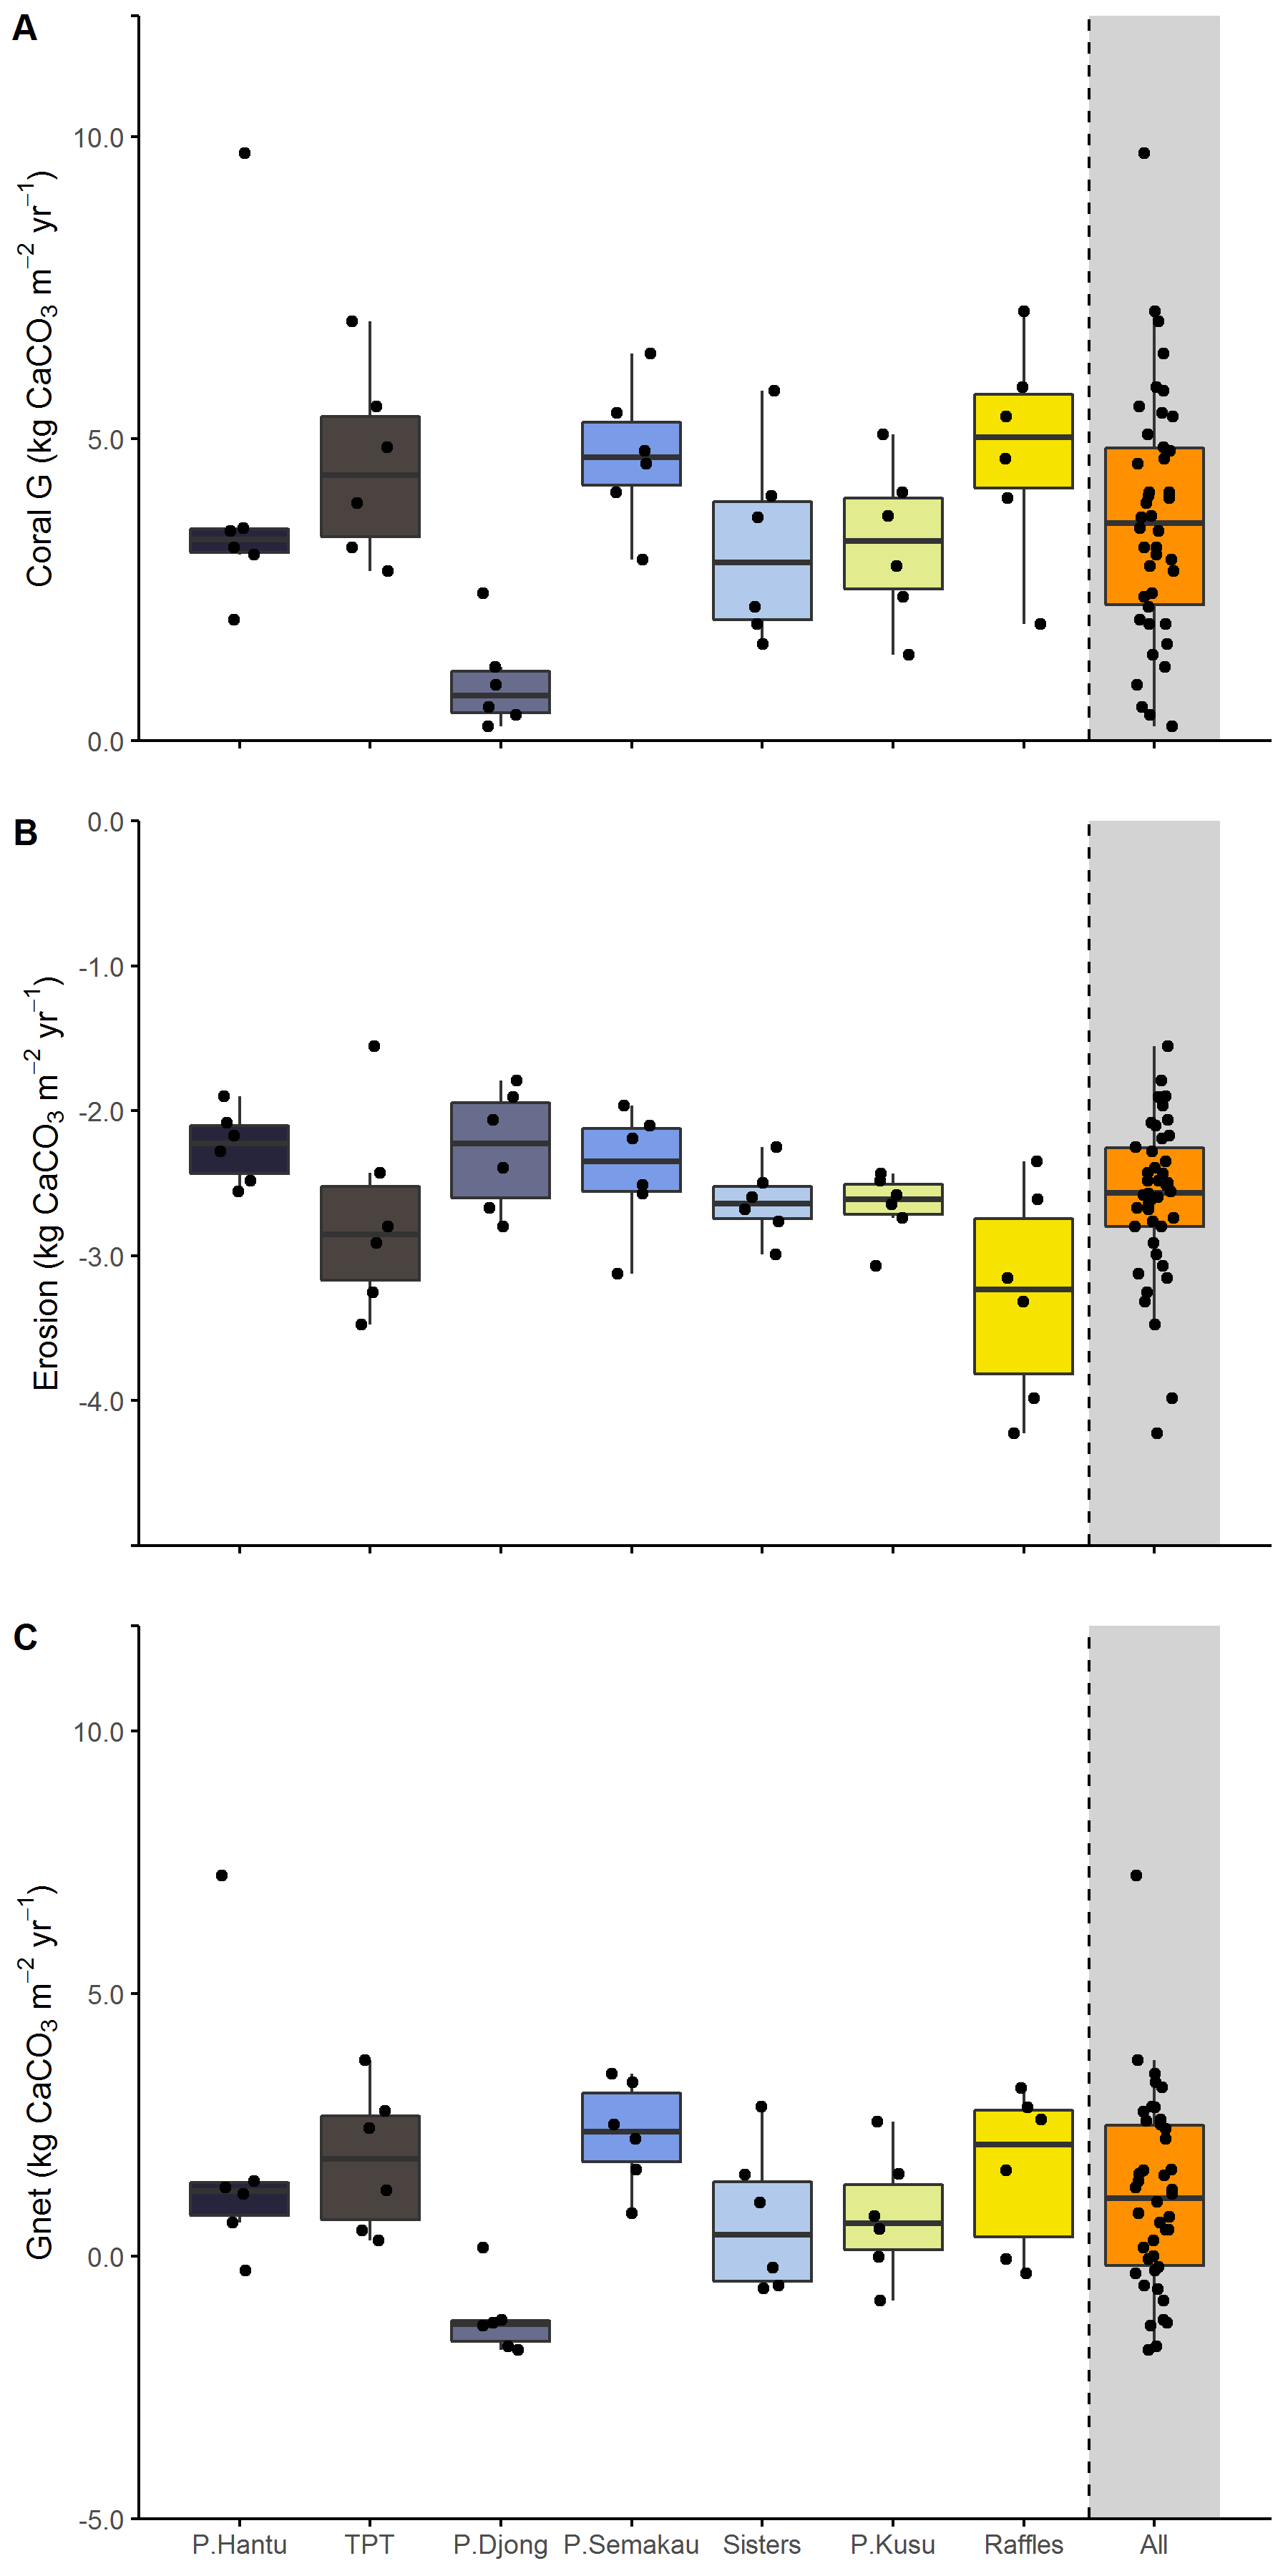 A
Coral G (kg CaCO₃ m⁻² yr⁻¹)
10.0
5.0
0.0
B
Erosion (kg CaCO₃ m⁻² yr⁻¹)
0.0
-1.0
-2.0
-3.0
-4.0
C
Gnet (kg CaCO₃ m⁻² yr⁻¹)
10.0
5.0
0.0
-5.0
P.Hantu TPT P.Djong P.Semakau Sisters P.Kusu Raffles All